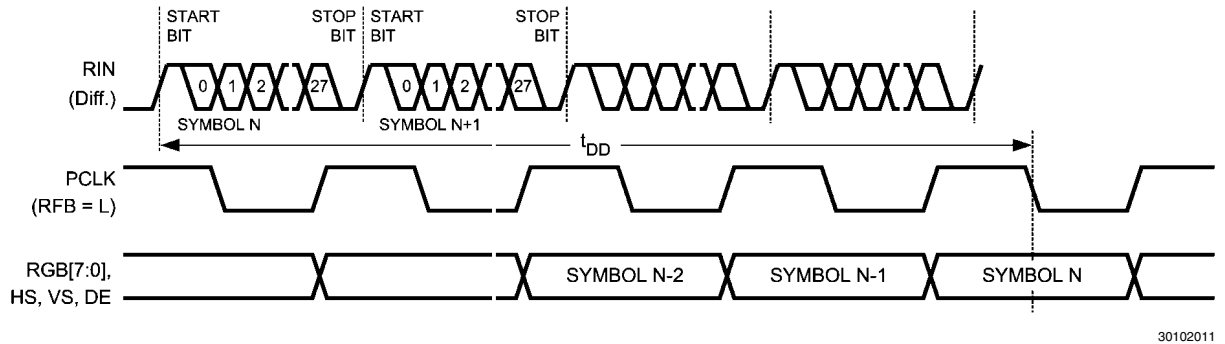 START STOP START STOP
BIT BIT BIT BIT
RIN
(Diff.)
0 1 2 27 0 1 2 27
SYMBOL N SYMBOL N+1
tDD
PCLK
(RFB = L)
RGB[7:0],
HS, VS, DE
SYMBOL N-2 SYMBOL N-1 SYMBOL N
30102011